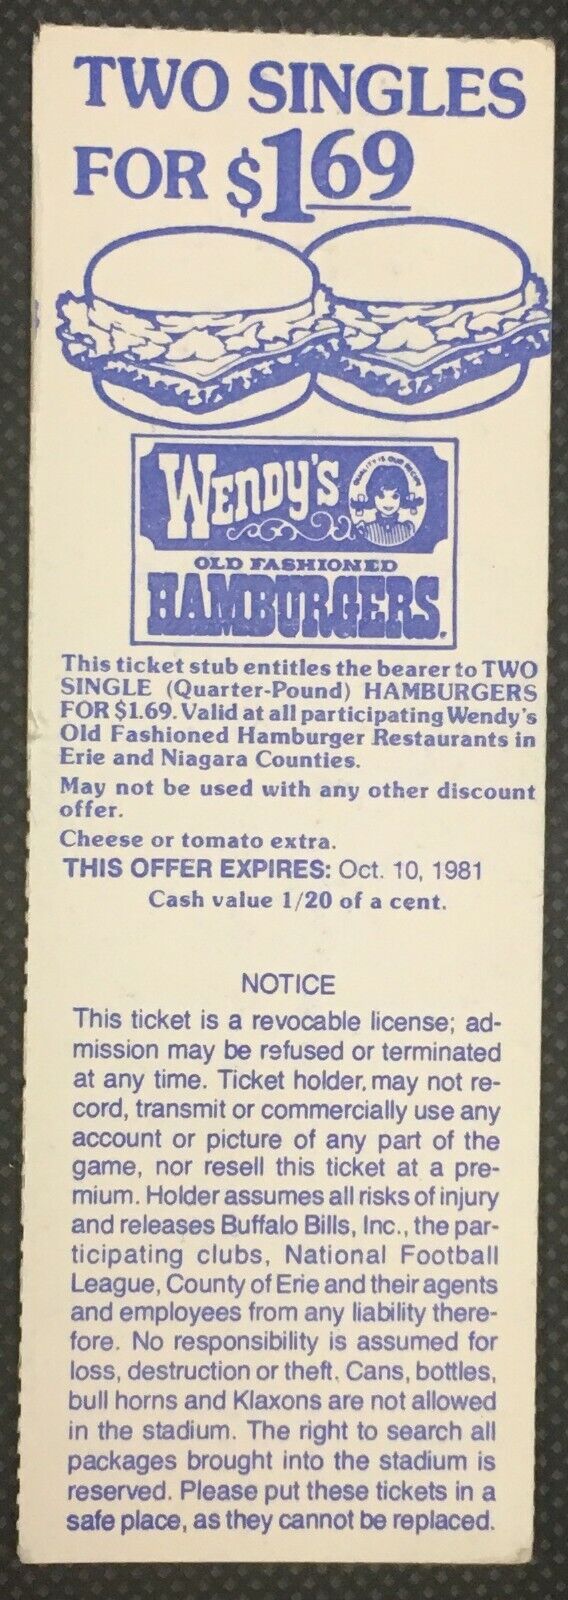 TWO SINGLES
FOR $1.69
WENDY'S
QUALITY IS OUR RECIPE
OLD FASHIONED
HAMBURGERS.
This ticket stub entitles the bearer to TWO
SINGLE (Quarter-Pound) HAMBURGERS
FOR $1.69. Valid at all participating Wendy's
Old Fashioned Hamburger Restaurants in
Erie and Niagara Counties.
May not be used with any other discount
offer.
Cheese or tomato extra.
THIS OFFER EXPIRES: Oct. 10, 1981
Cash value 1/20 of a cent.
NOTICE
This ticket is a revocable license; ad-
mission may be refused or terminated
at any time. Ticket holder, may not re-
cord, transmit or commercially use any
account or picture of any part of the
game, nor resell this ticket at a pre-
mium. Holder assumes all risks of injury
and releases Buffalo Bills, Inc., the par-
ticipating clubs, National Football
League, County of Erie and their agents
and employees from any liability there-
fore. No responsibility is assumed for
loss, destruction or theft. Cans, bottles,
bull horns and Klaxons are not allowed
in the stadium. The right to search all
packages brought into the stadium is
reserved. Please put these tickets in a
safe place, as they cannot be replaced.